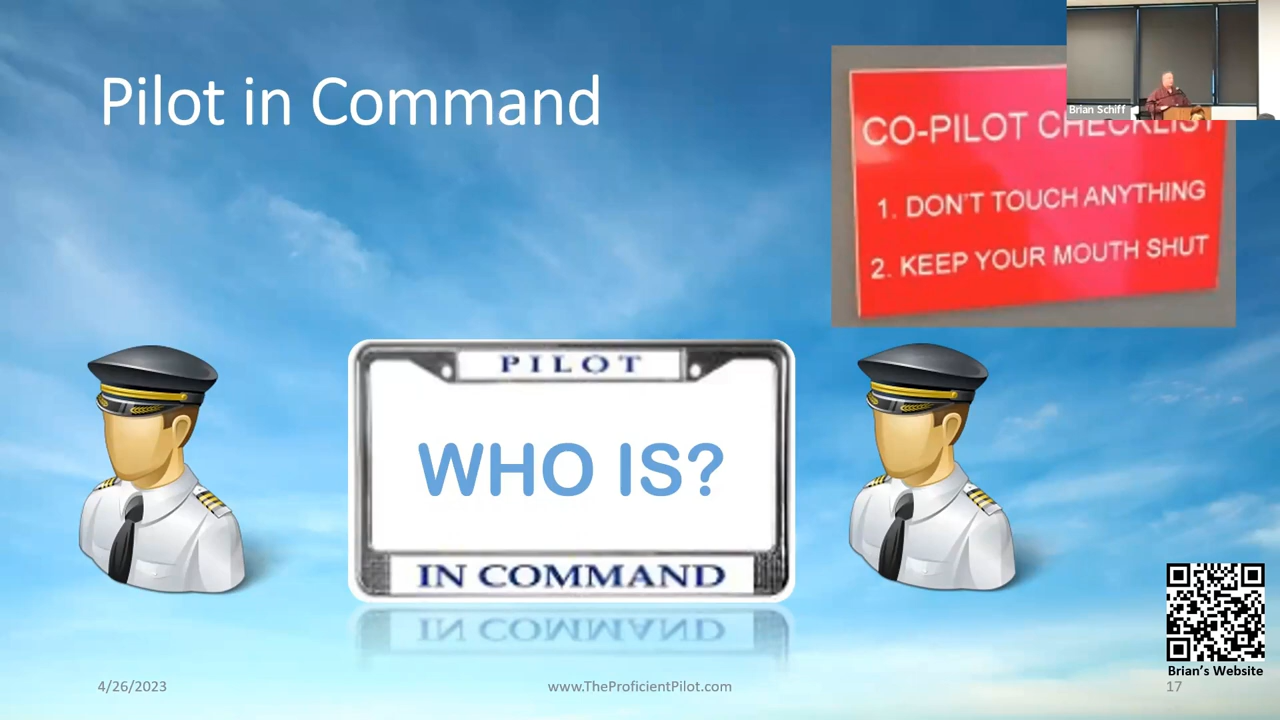 Pilot in Command
Brian Schiff
CO-PILOT CHECKLIST
1. DON'T TOUCH ANYTHING
2. KEEP YOUR MOUTH SHUT
PILOT
WHO IS?
IN COMMAND
IN COMMAND
4/26/2023
www.TheProficientPilot.com
Brian's Website
17